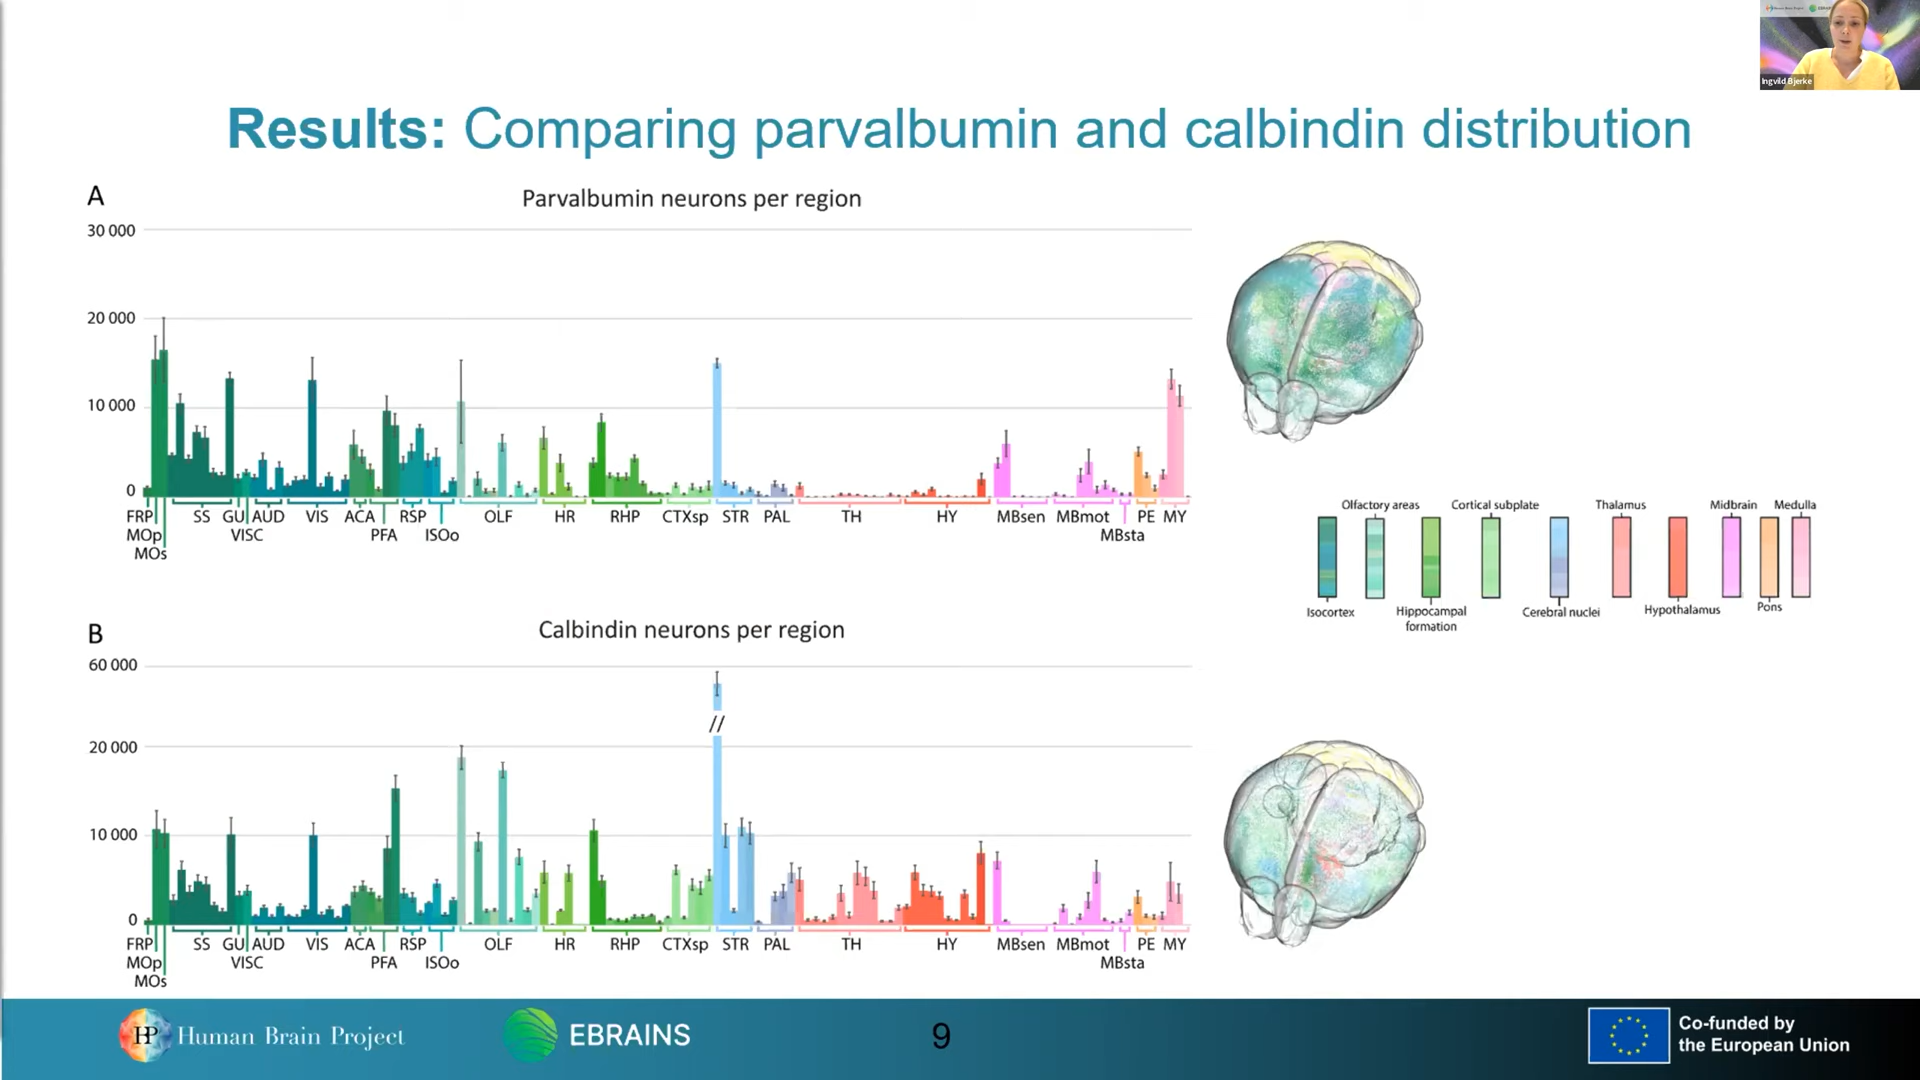 Ingvild Bjerke
Results: Comparing parvalbumin and calbindin distribution
A
Parvalbumin neurons per region
30 000
20 000
10 000
0
FRP SS GU AUD VIS ACA RSP OLF HR RHP CTXsp STR PAL TH HY MBsen MBmot PE MY
MOp VISC PFA ISOo MBsta
MOs
Olfactory areas Cortical subplate Thalamus Midbrain Medulla
Isocortex Hippocampal formation Cerebral nuclei Hypothalamus Pons
B
Calbindin neurons per region
60 000
//
20 000
10 000
0
FRP SS GU AUD VIS ACA RSP OLF HR RHP CTXsp STR PAL TH HY MBsen MBmot PE MY
MOp VISC PFA ISOo MBsta
MOs
HP Human Brain Project
EBRAINS
9
Co-funded by
the European Union